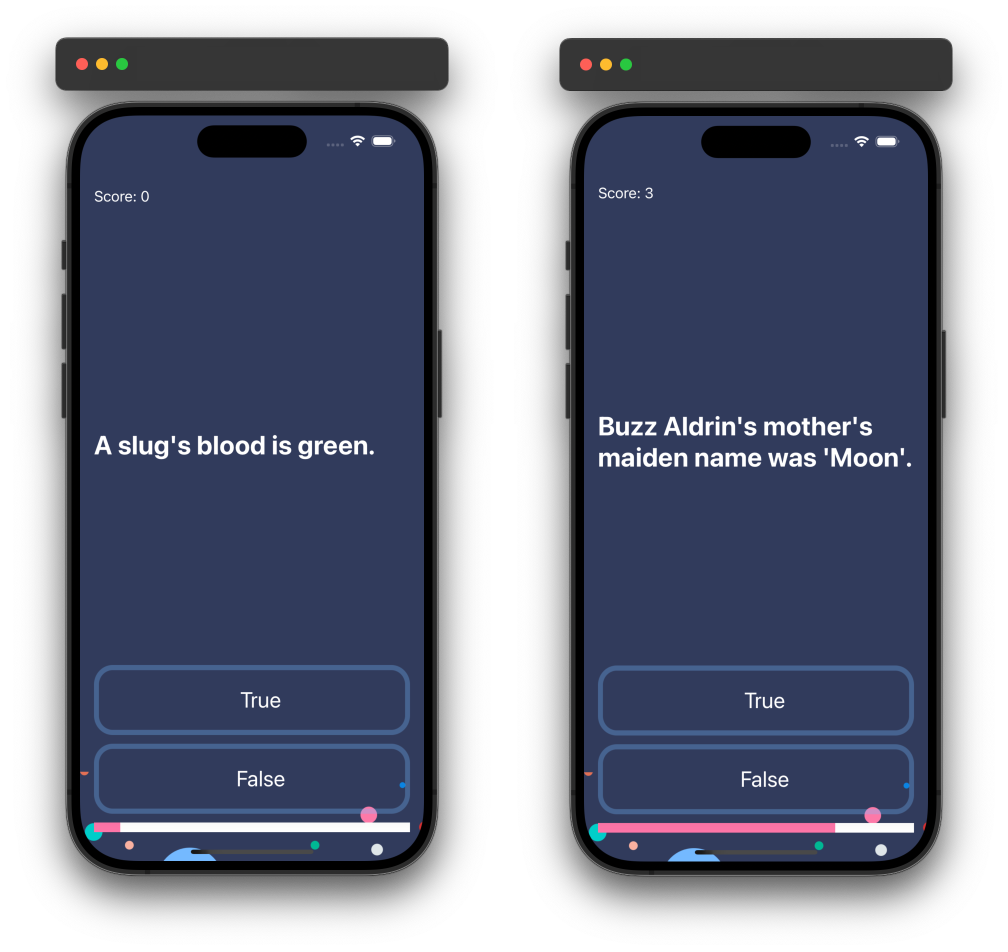 Score: 0
A slug's blood is green.
True
False
Score: 3
Buzz Aldrin's mother's
maiden name was 'Moon'.
True
False